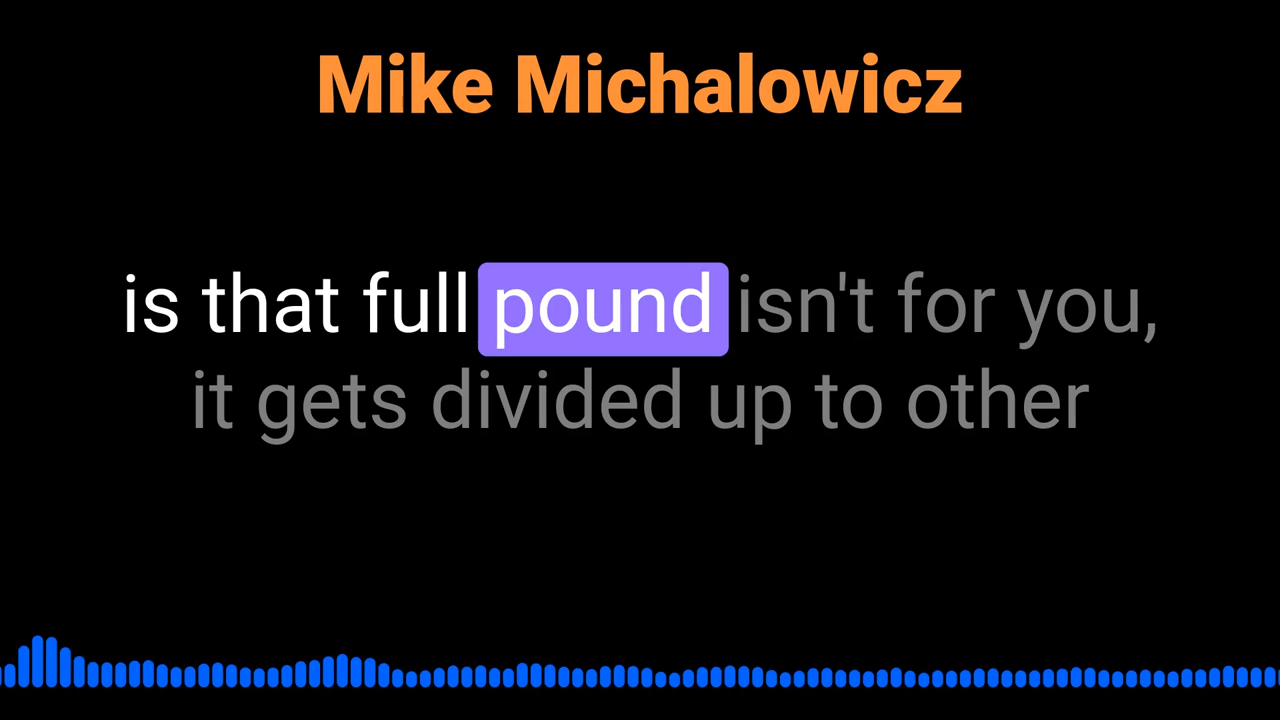 Mike Michalowicz
is that full pound isn't for you,
it gets divided up to other